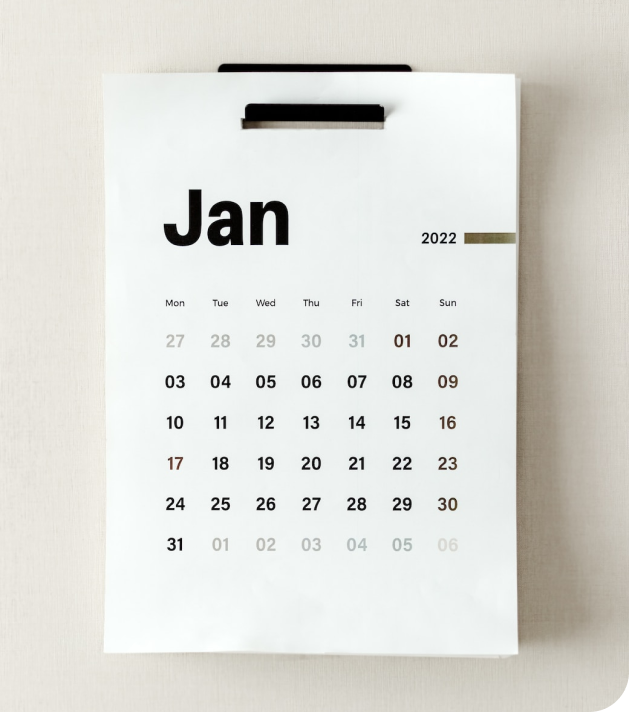 Jan
2022
Mon Tue Wed Thu Fri Sat Sun
27 28 29 30 31 01 02
03 04 05 06 07 08 09
10 11 12 13 14 15 16
17 18 19 20 21 22 23
24 25 26 27 28 29 30
31 01 02 03 04 05 06